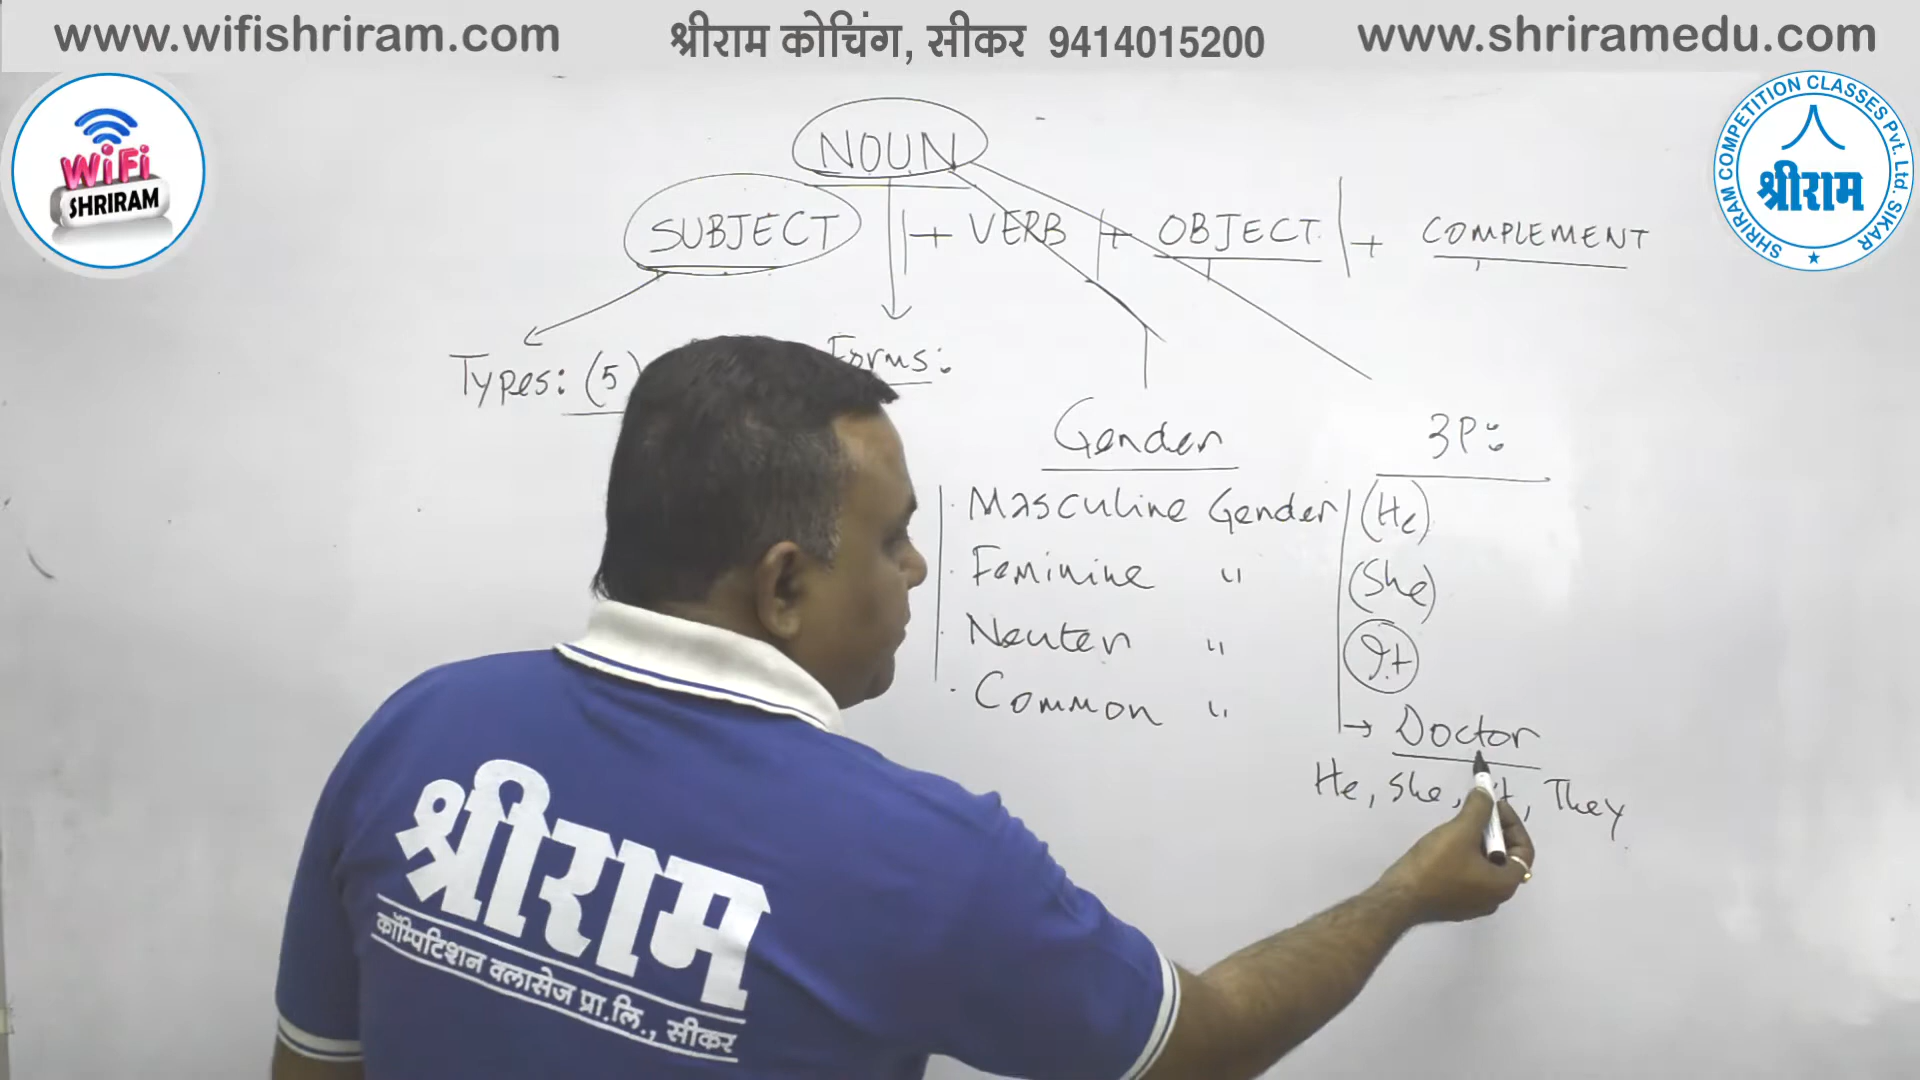 www.wifishriram.com
श्रीराम कोचिंग, सीकर 9414015200
www.shriramedu.com
WiFi
SHRIRAM
SHRIRAM COMPETITION CLASSES Pvt. Ltd. SIKAR
श्रीराम
NOUN
SUBJECT + VERB + OBJECT + COMPLEMENT
Types: (5)
Forms:
Gender
3P:
Masculine Gender (He)
Feminine " (She)
Neuter " It
Common " → Doctor
He, She, It, They
श्रीराम
कॉम्पिटिशन क्लासेज प्रा.लि., सीकर